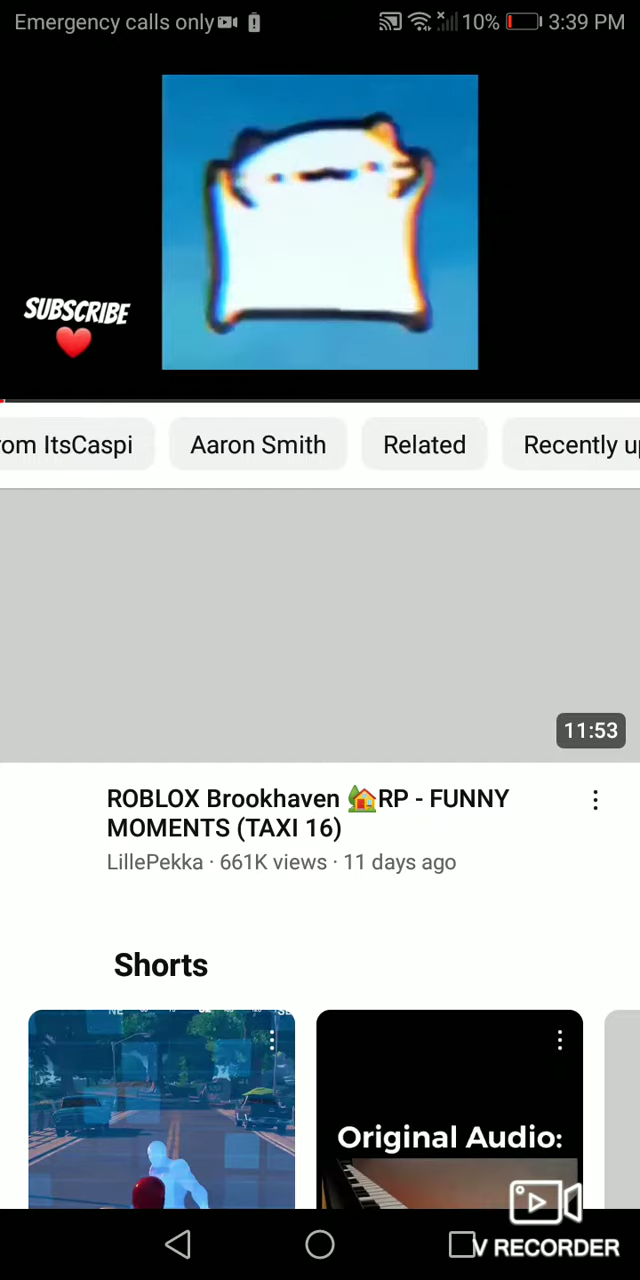 Emergency calls only
10% 3:39 PM
SUBSCRIBE
om ItsCaspi
Aaron Smith
Related
Recently up
11:53
ROBLOX Brookhaven 🏡RP - FUNNY
MOMENTS (TAXI 16)
LillePekka · 661K views · 11 days ago
Shorts
Original Audio:
V RECORDER